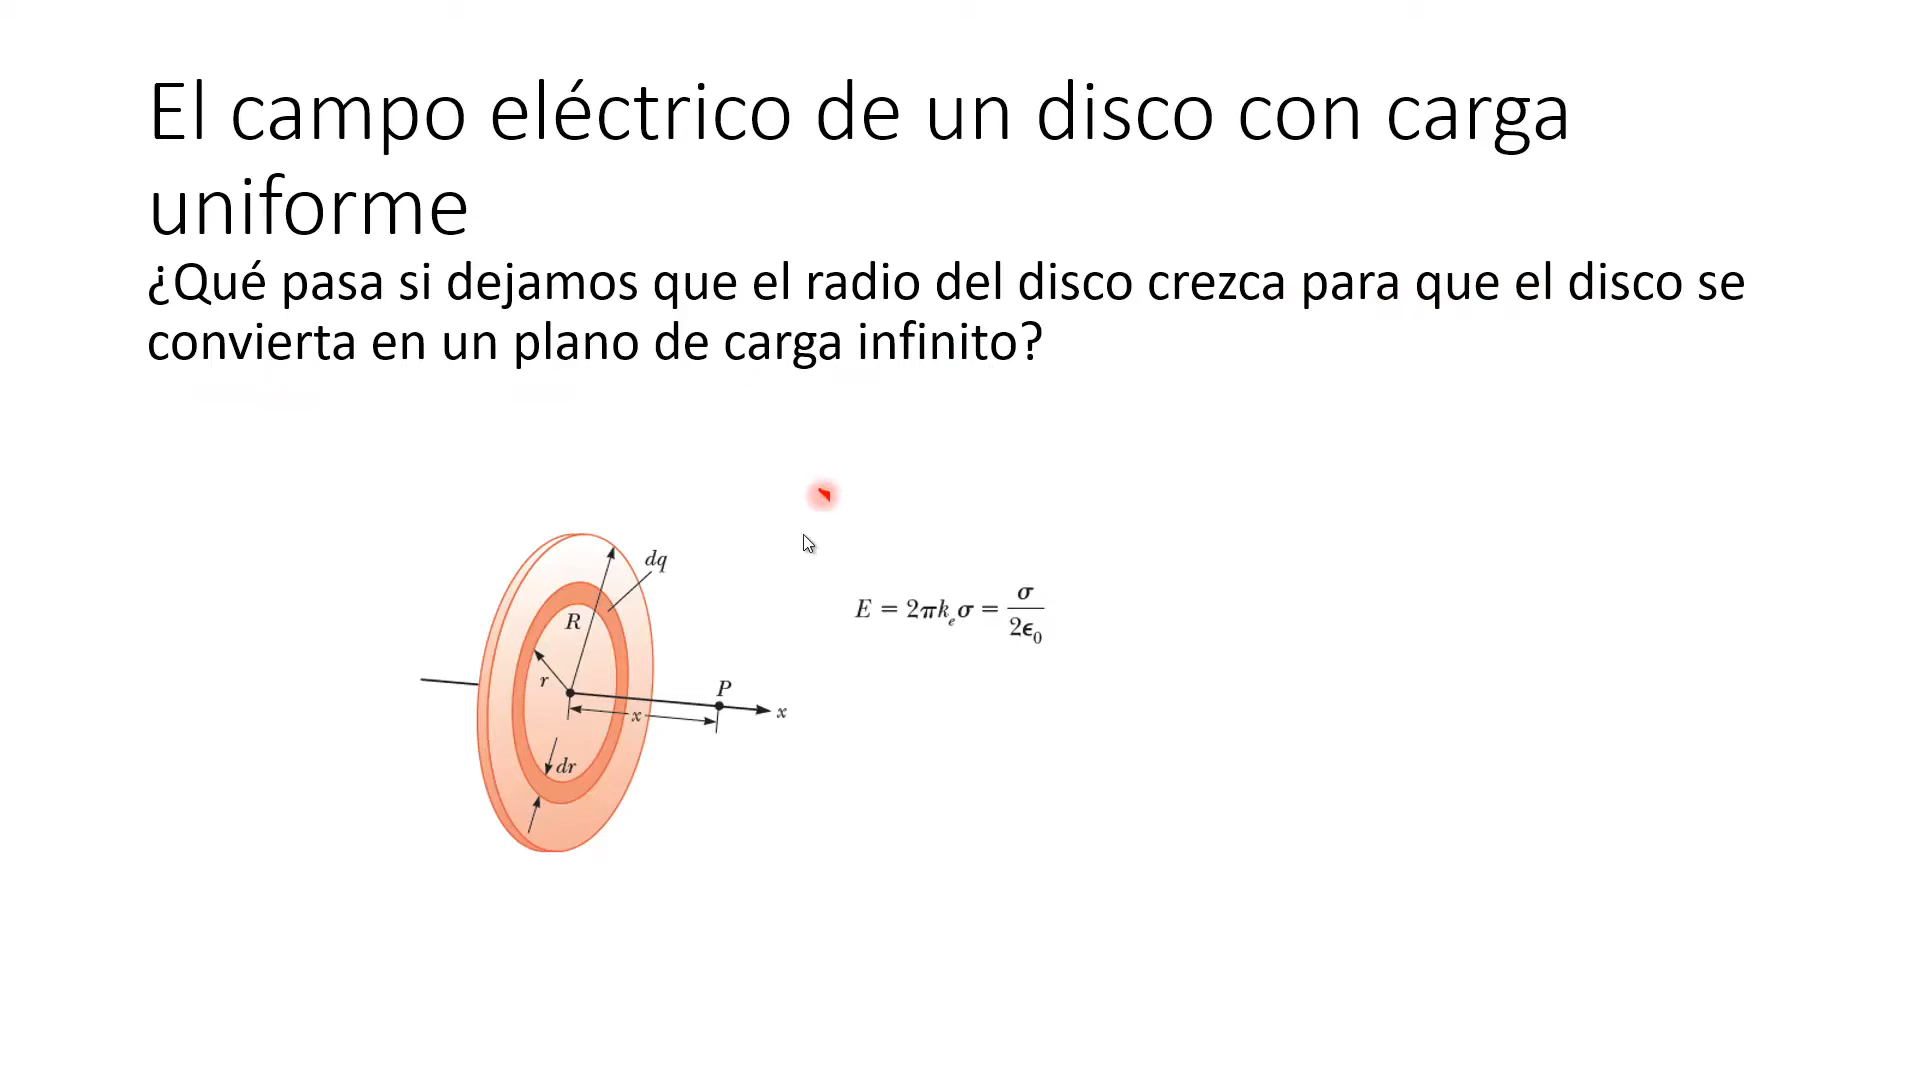 El campo eléctrico de un disco con carga
uniforme
¿Qué pasa si dejamos que el radio del disco crezca para que el disco se
convierta en un plano de carga infinito?
dq
R
r
P
x
x
dr
E = 2πkₑσ = σ/2ϵ₀